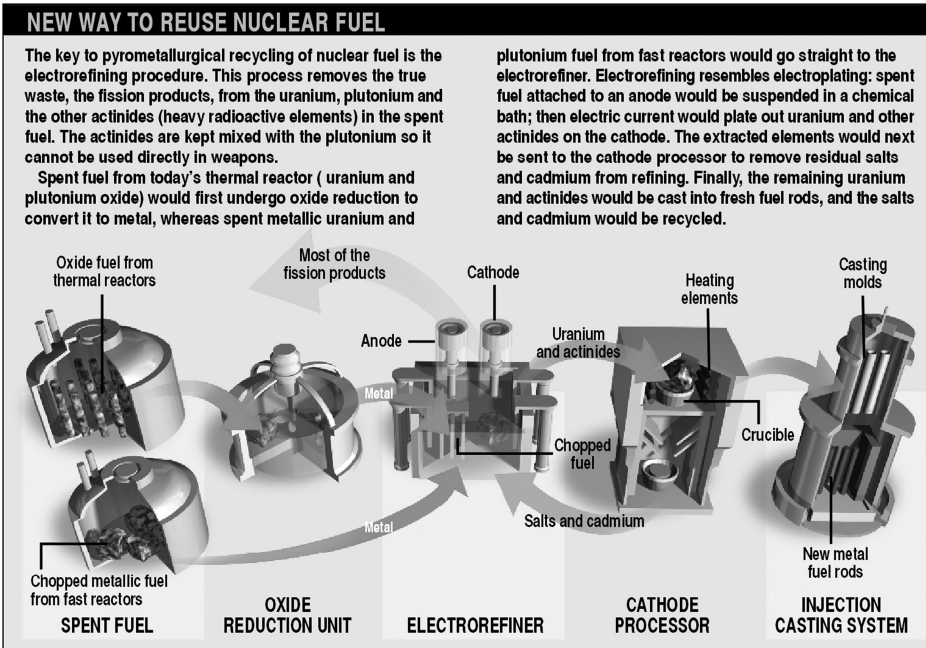 NEW WAY TO REUSE NUCLEAR FUEL
The key to pyrometallurgical recycling of nuclear fuel is the
electrorefining procedure. This process removes the true
waste, the fission products, from the uranium, plutonium and
the other actinides (heavy radioactive elements) in the spent
fuel. The actinides are kept mixed with the plutonium so it
cannot be used directly in weapons.
Spent fuel from today's thermal reactor ( uranium and
plutonium oxide) would first undergo oxide reduction to
convert it to metal, whereas spent metallic uranium and
plutonium fuel from fast reactors would go straight to the
electrorefiner. Electrorefining resembles electroplating: spent
fuel attached to an anode would be suspended in a chemical
bath; then electric current would plate out uranium and other
actinides on the cathode. The extracted elements would next
be sent to the cathode processor to remove residual salts
and cadmium from refining. Finally, the remaining uranium
and actinides would be cast into fresh fuel rods, and the salts
and cadmium would be recycled.
Oxide fuel from
thermal reactors
Most of the
fission products
Cathode
Anode
Uranium
and actinides
Heating
elements
Casting
molds
Metal
Chopped
fuel
Crucible
Metal
Salts and cadmium
Chopped metallic fuel
from fast reactors
New metal
fuel rods
SPENT FUEL
OXIDE
REDUCTION UNIT
ELECTROREFINER
CATHODE
PROCESSOR
INJECTION
CASTING SYSTEM